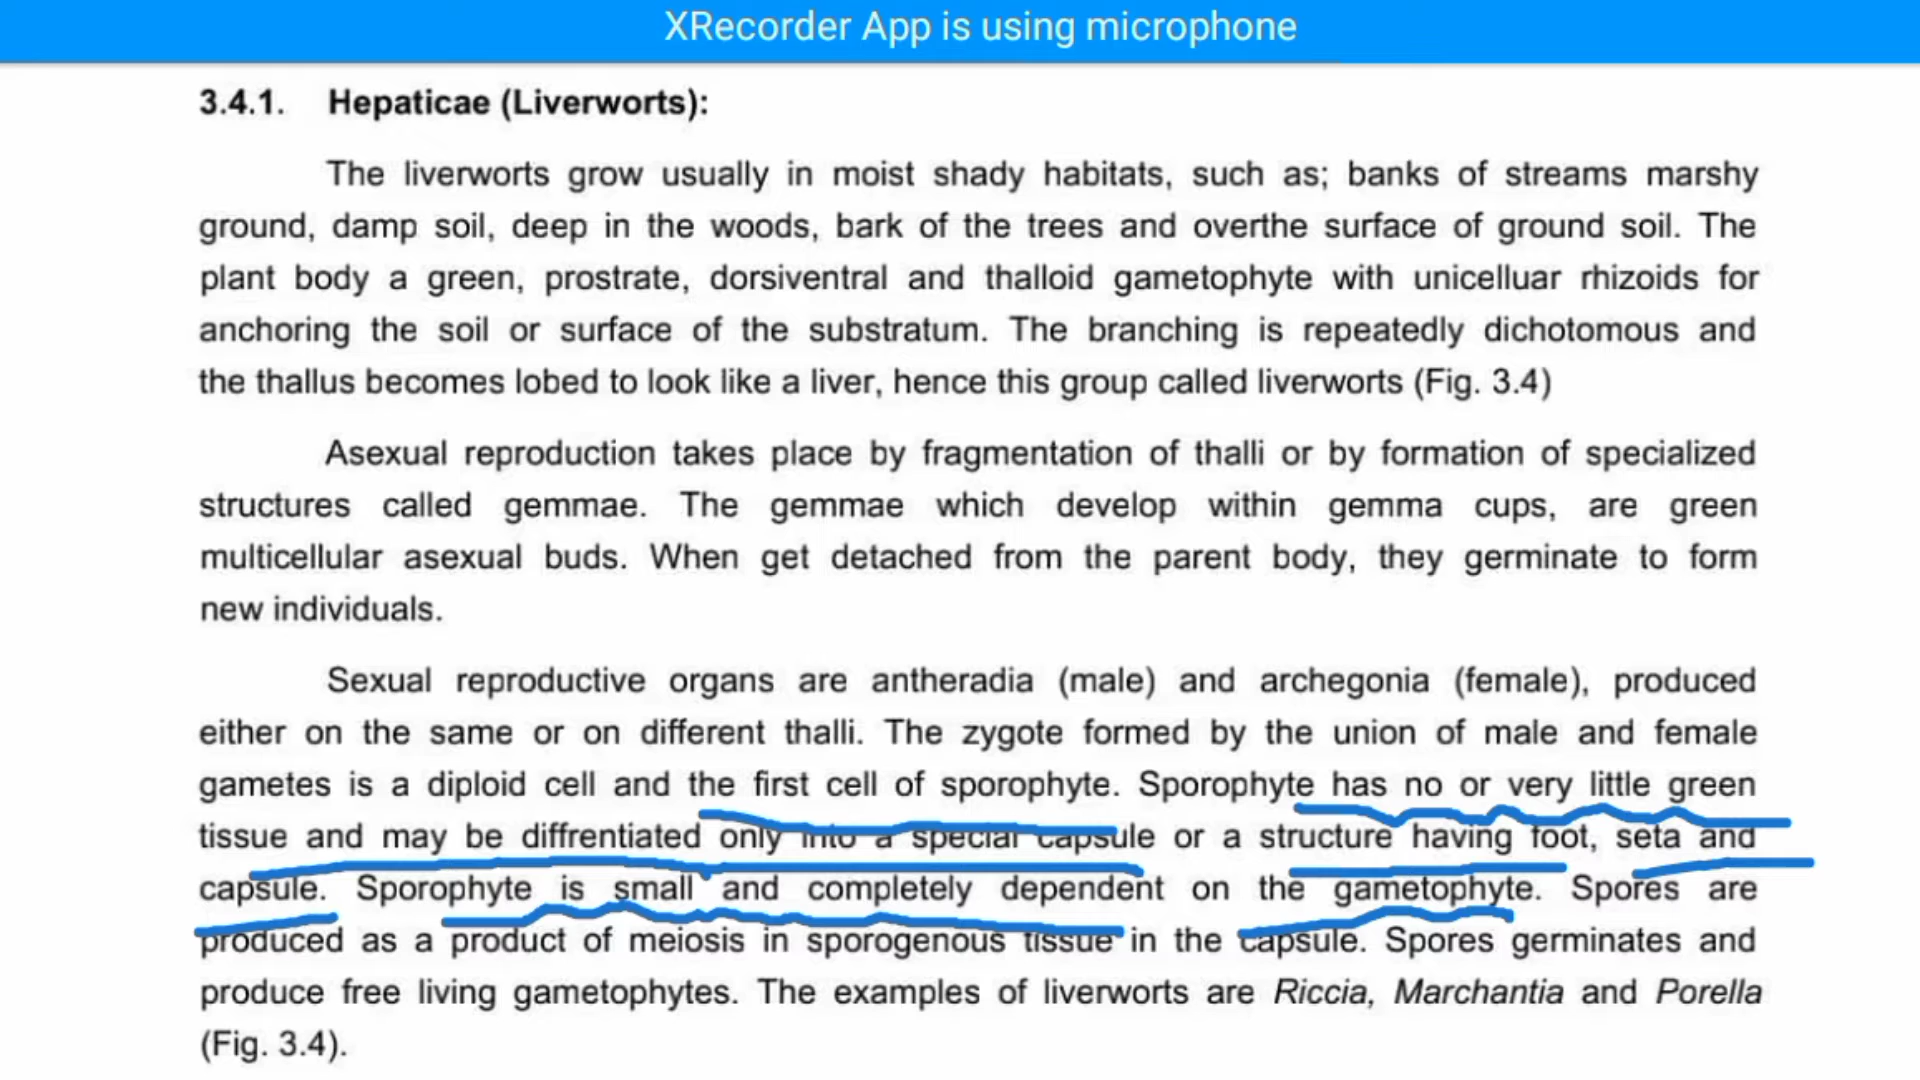 XRecorder App is using microphone
3.4.1. Hepaticae (Liverworts):
The liverworts grow usually in moist shady habitats, such as; banks of streams marshy
ground, damp soil, deep in the woods, bark of the trees and overthe surface of ground soil. The
plant body a green, prostrate, dorsiventral and thalloid gametophyte with unicelluar rhizoids for
anchoring the soil or surface of the substratum. The branching is repeatedly dichotomous and
the thallus becomes lobed to look like a liver, hence this group called liverworts (Fig. 3.4)
Asexual reproduction takes place by fragmentation of thalli or by formation of specialized
structures called gemmae. The gemmae which develop within gemma cups, are green
multicellular asexual buds. When get detached from the parent body, they germinate to form
new individuals.
Sexual reproductive organs are antheradia (male) and archegonia (female), produced
either on the same or on different thalli. The zygote formed by the union of male and female
gametes is a diploid cell and the first cell of sporophyte. Sporophyte has no or very little green
tissue and may be diffrentiated only into a special capsule or a structure having foot, seta and
capsule. Sporophyte is small and completely dependent on the gametophyte. Spores are
produced as a product of meiosis in sporogenous tissue in the capsule. Spores germinates and
produce free living gametophytes. The examples of liverworts are Riccia, Marchantia and Porella
(Fig. 3.4).